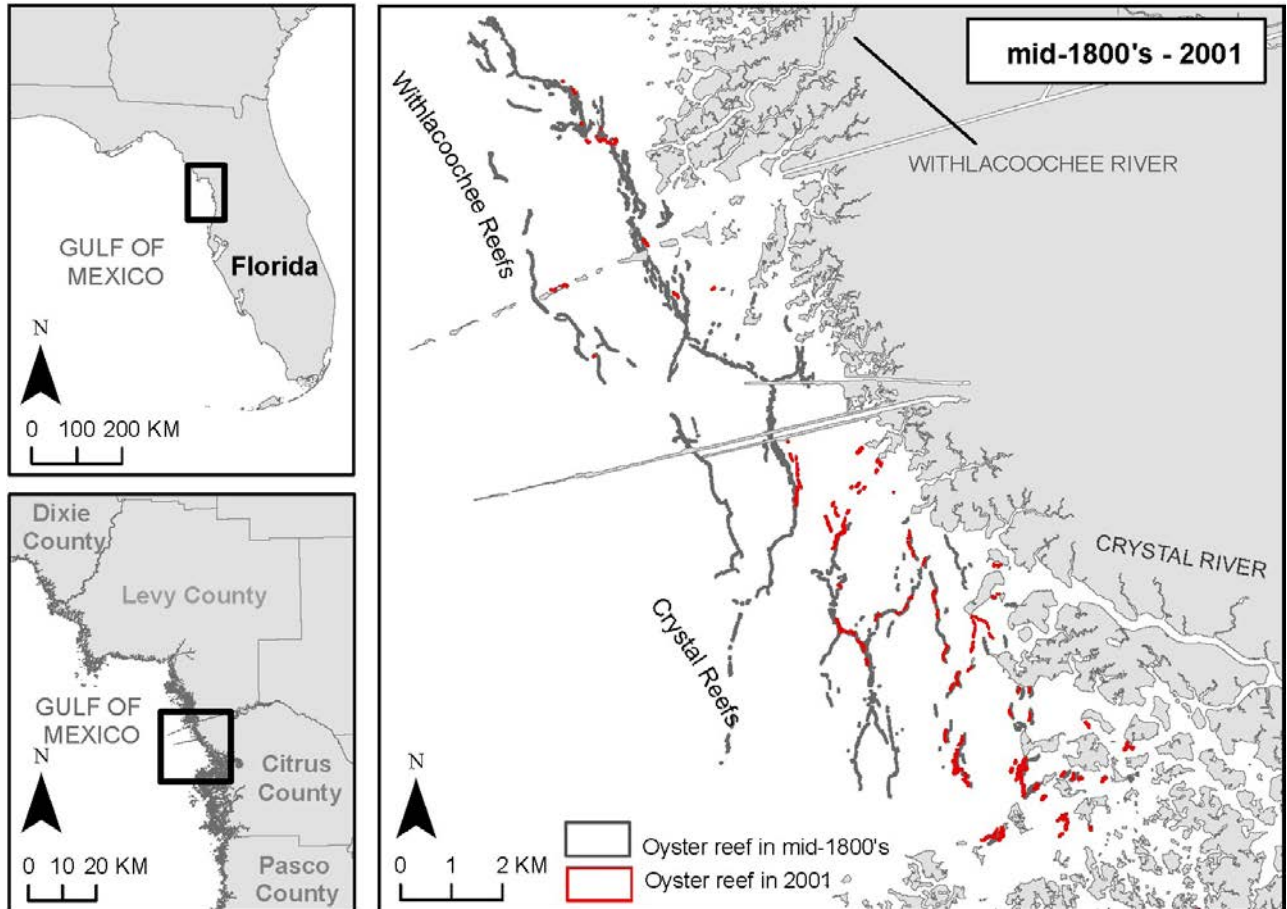 GULF OF
MEXICO
Florida
N
0 100 200 KM
Dixie
County
Levy County
GULF OF
MEXICO
N
Citrus
County
0 10 20 KM
Pasco
County
mid-1800's - 2001
WITHLACOOCHEE RIVER
Withlacoochee Reefs
CRYSTAL RIVER
Crystal Reefs
N
0 1 2 KM
Oyster reef in mid-1800's
Oyster reef in 2001